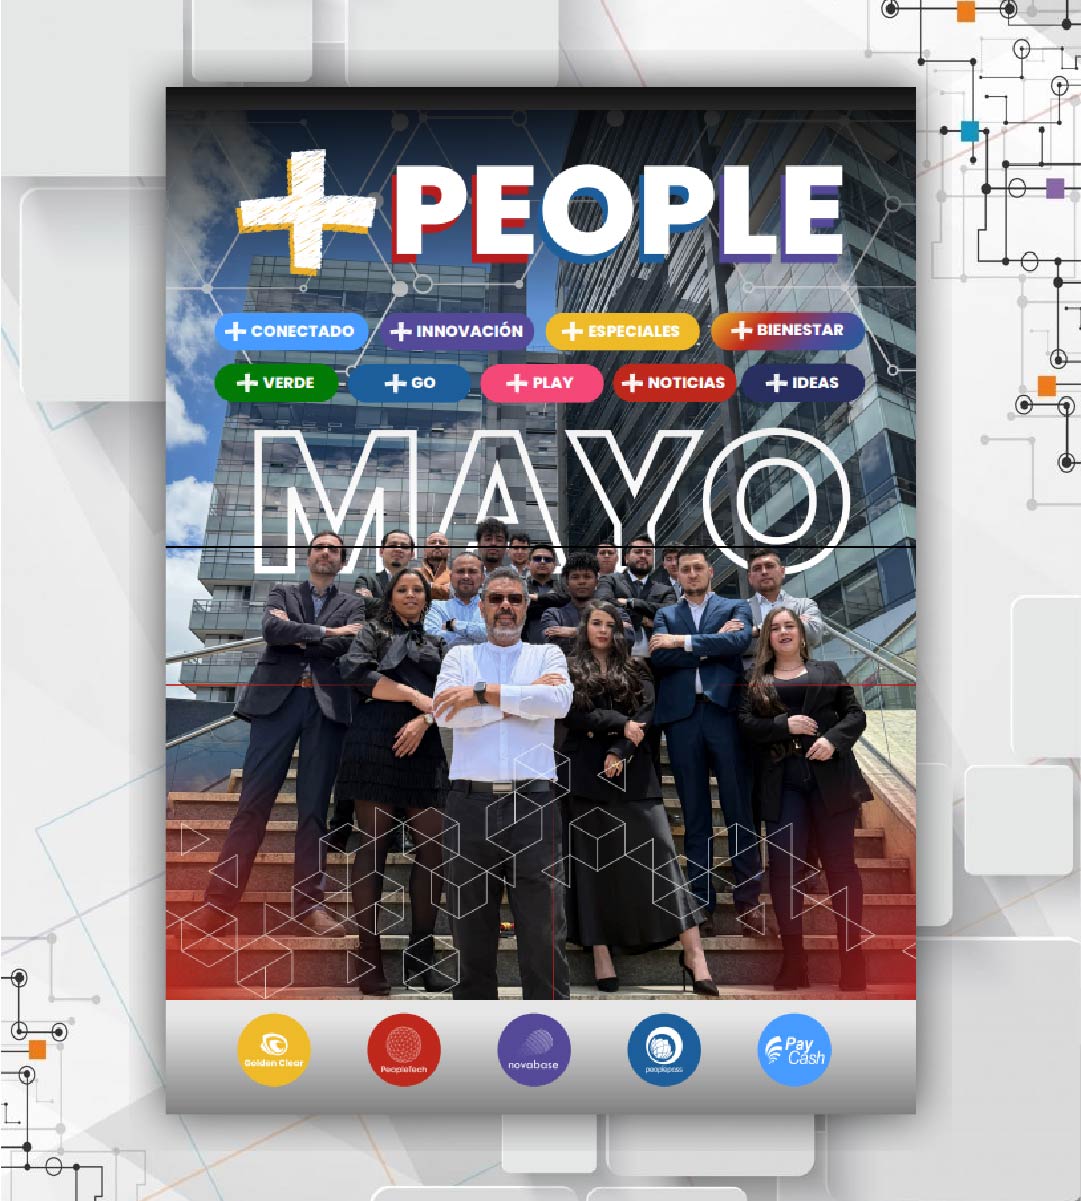 + PEOPLE
+ CONECTADO + INNOVACIÓN + ESPECIALES + BIENESTAR
+ VERDE + GO + PLAY + NOTICIAS + IDEAS
MAYO
Golden Clear PeopleTech novabase peoplepass Pay Cash